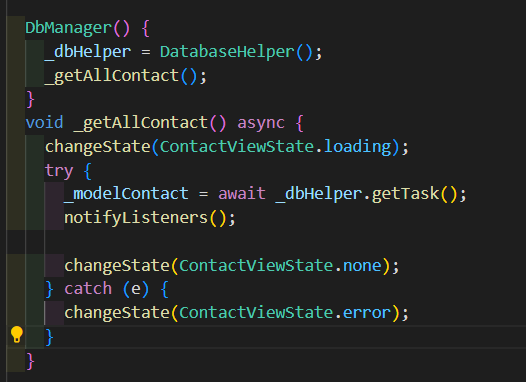 DbManager() {
_dbHelper = DatabaseHelper();
_getAllContact();
}
void _getAllContact() async {
changeState(ContactViewState.loading);
try {
_modelContact = await _dbHelper.getTask();
notifyListeners();
changeState(ContactViewState.none);
} catch (e) {
changeState(ContactViewState.error);
}
}